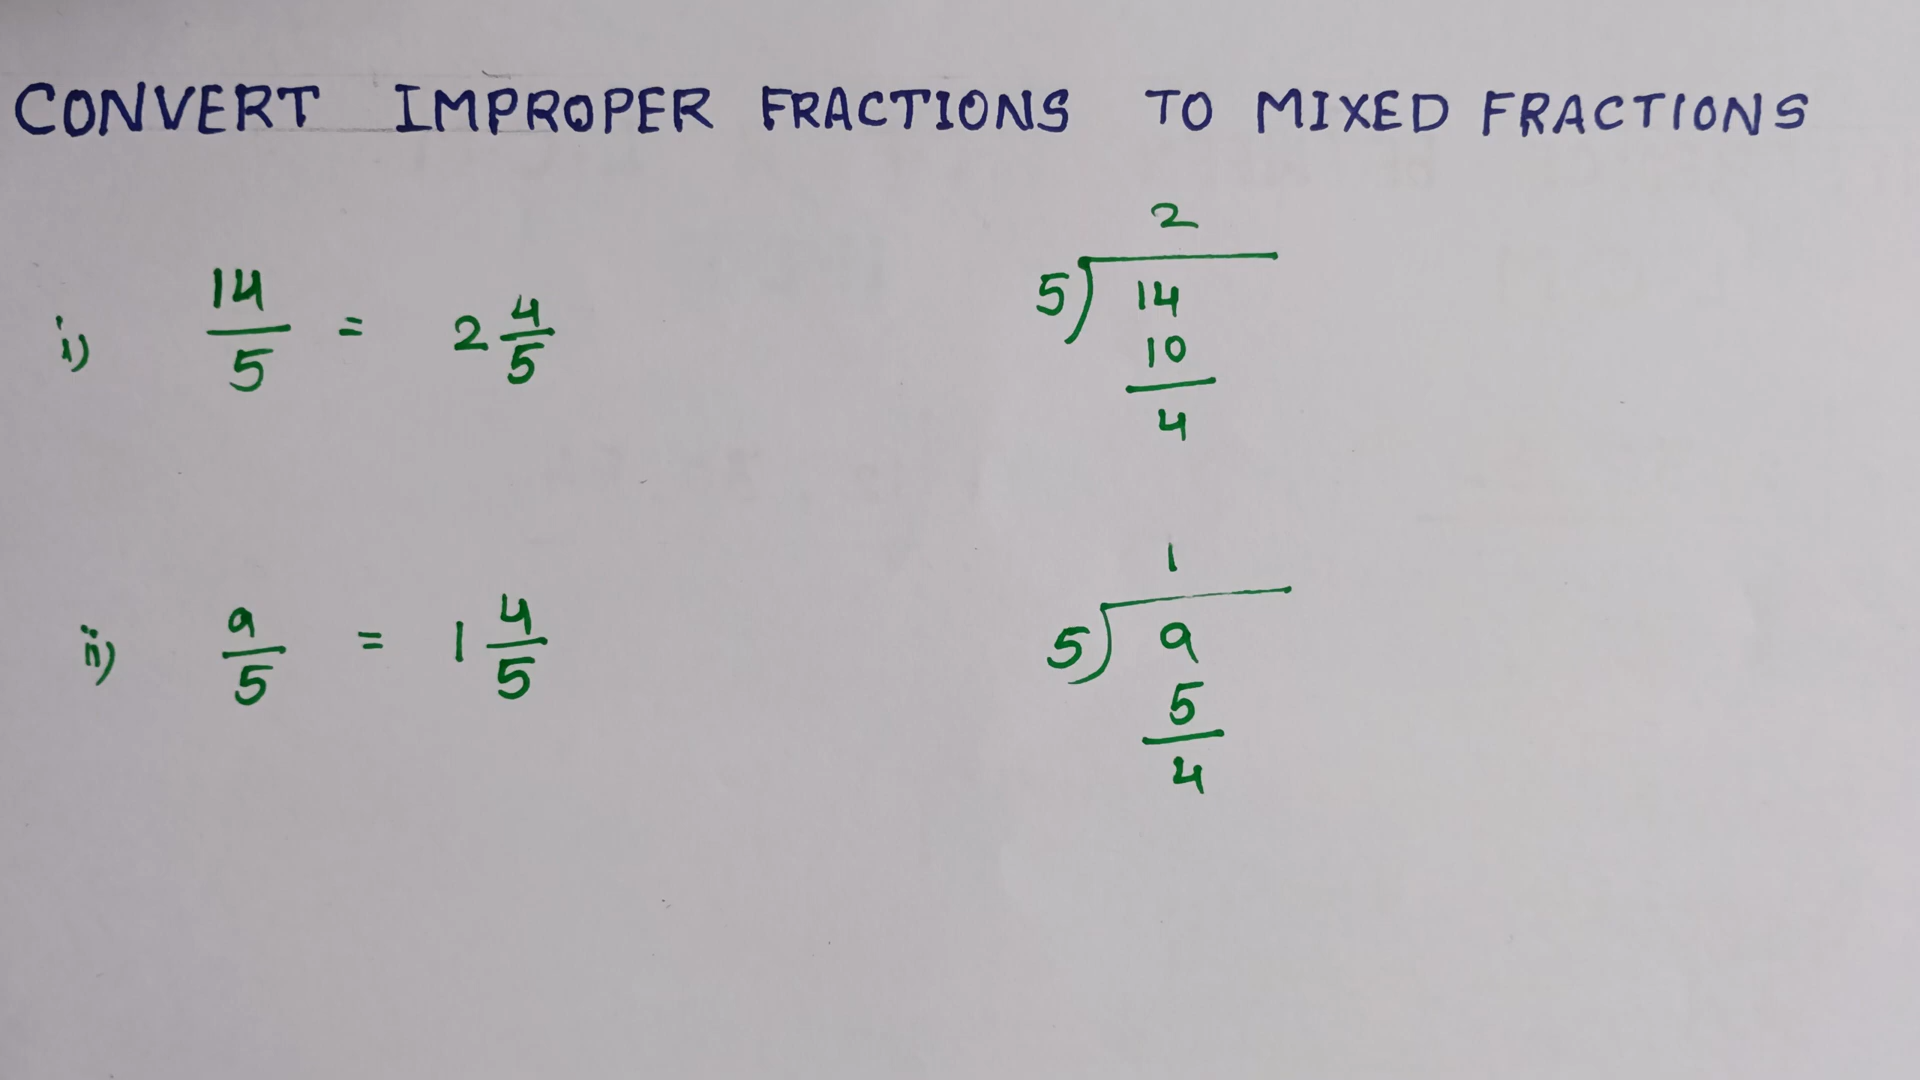 CONVERT IMPROPER FRACTIONS TO MIXED FRACTIONS
i) 14/5 = 2 4/5
2
5) 14
10
4
ii) 9/5 = 1 4/5
1
5) 9
5
4